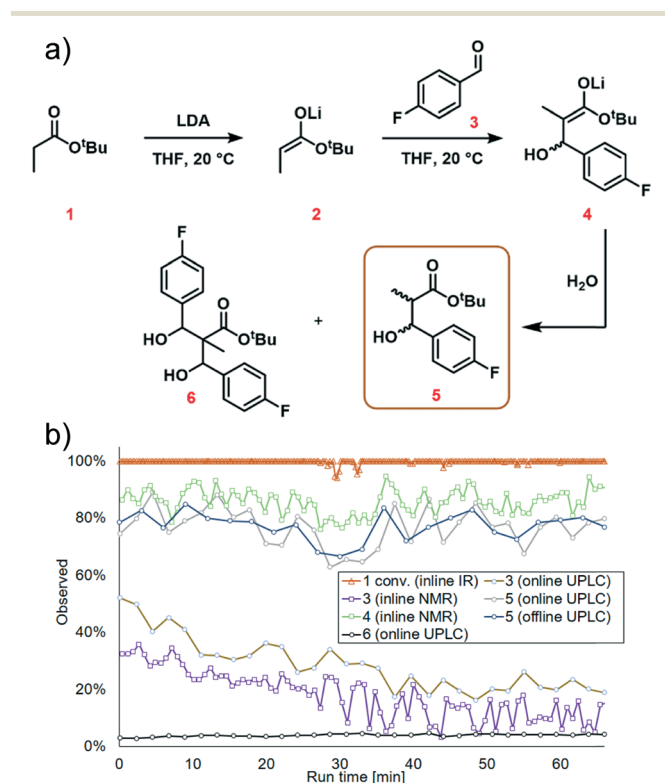 a)
O
O^tBu
1
LDA
THF, 20 °C
OLi
O^tBu
2
O
F
3
THF, 20 °C
OLi
O^tBu
HO
F
4
H₂O
F
O
O^tBu
HO
HO
F
6
+
O
O^tBu
HO
F
5
b)
100%
80%
60%
40%
20%
0%
Observed
1 conv. (inline IR)
3 (online UPLC)
3 (inline NMR)
5 (online UPLC)
4 (inline NMR)
5 (offline UPLC)
6 (online UPLC)
0 10 20 30 40 50 60
Run time [min]